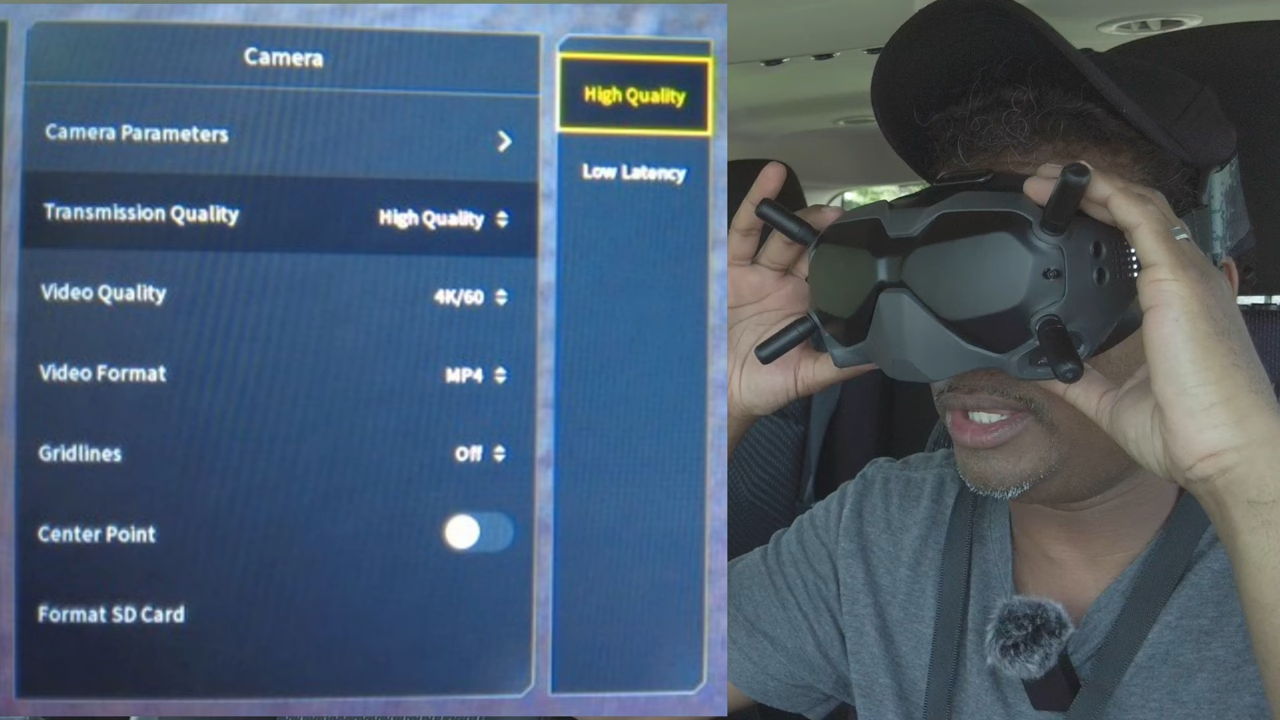 Camera
Camera Parameters
Transmission Quality High Quality
Video Quality 4K/60
Video Format MP4
Gridlines Off
Center Point
Format SD Card
High Quality
Low Latency